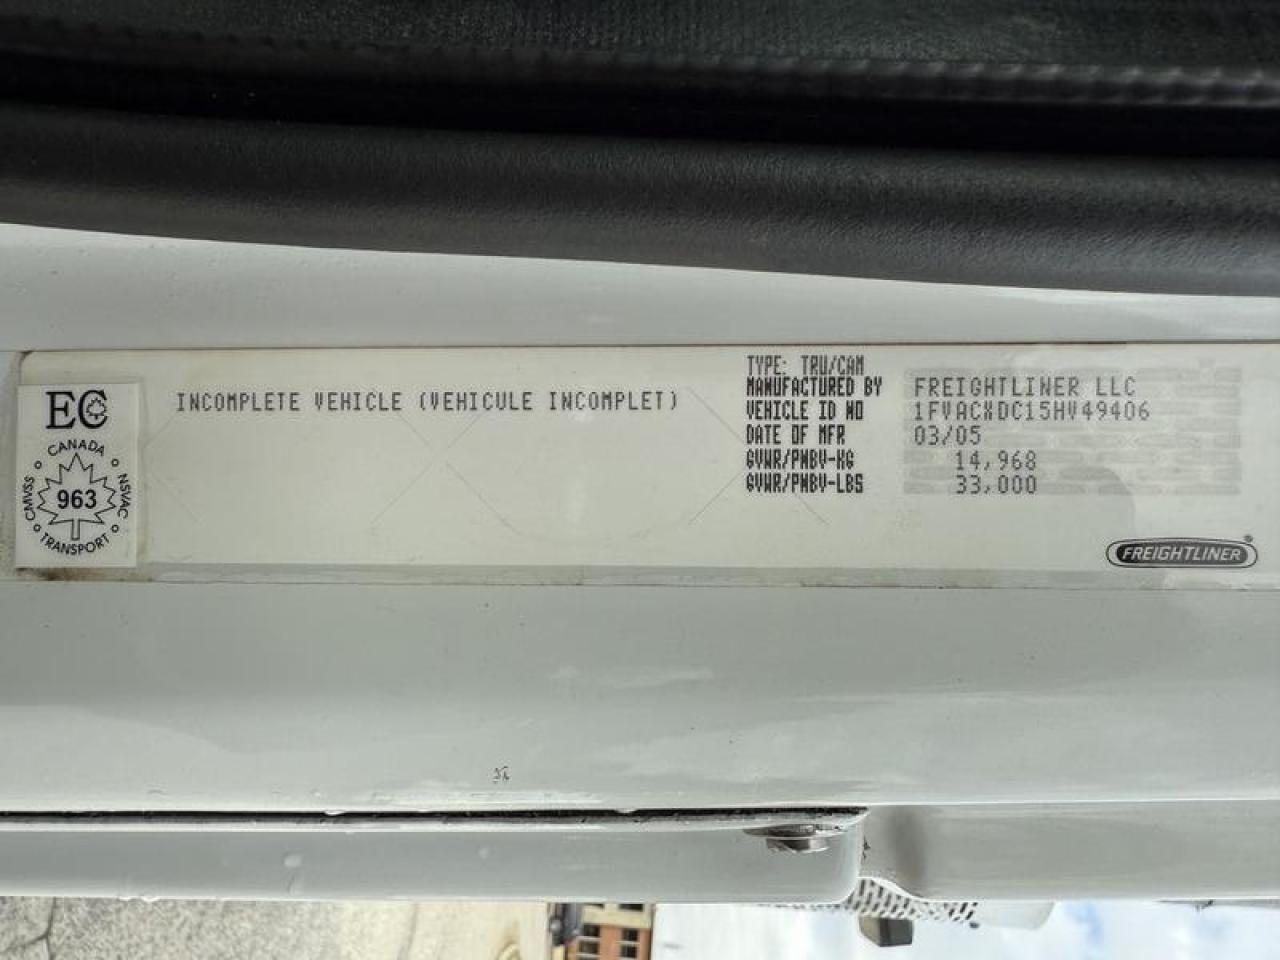 EC
CANADA
CMVSS
963
NSVAC
TRANSPORT
INCOMPLETE VEHICLE (VEHICULE INCOMPLET)
TYPE: TRU/CAM
MANUFACTURED BY FREIGHTLINER LLC
VEHICLE ID NO 1FVACXDC15HV49406
DATE OF MFR 03/05
GVWR/PNBV-KG 14,968
GVWR/PNBV-LBS 33,000
FREIGHTLINER®